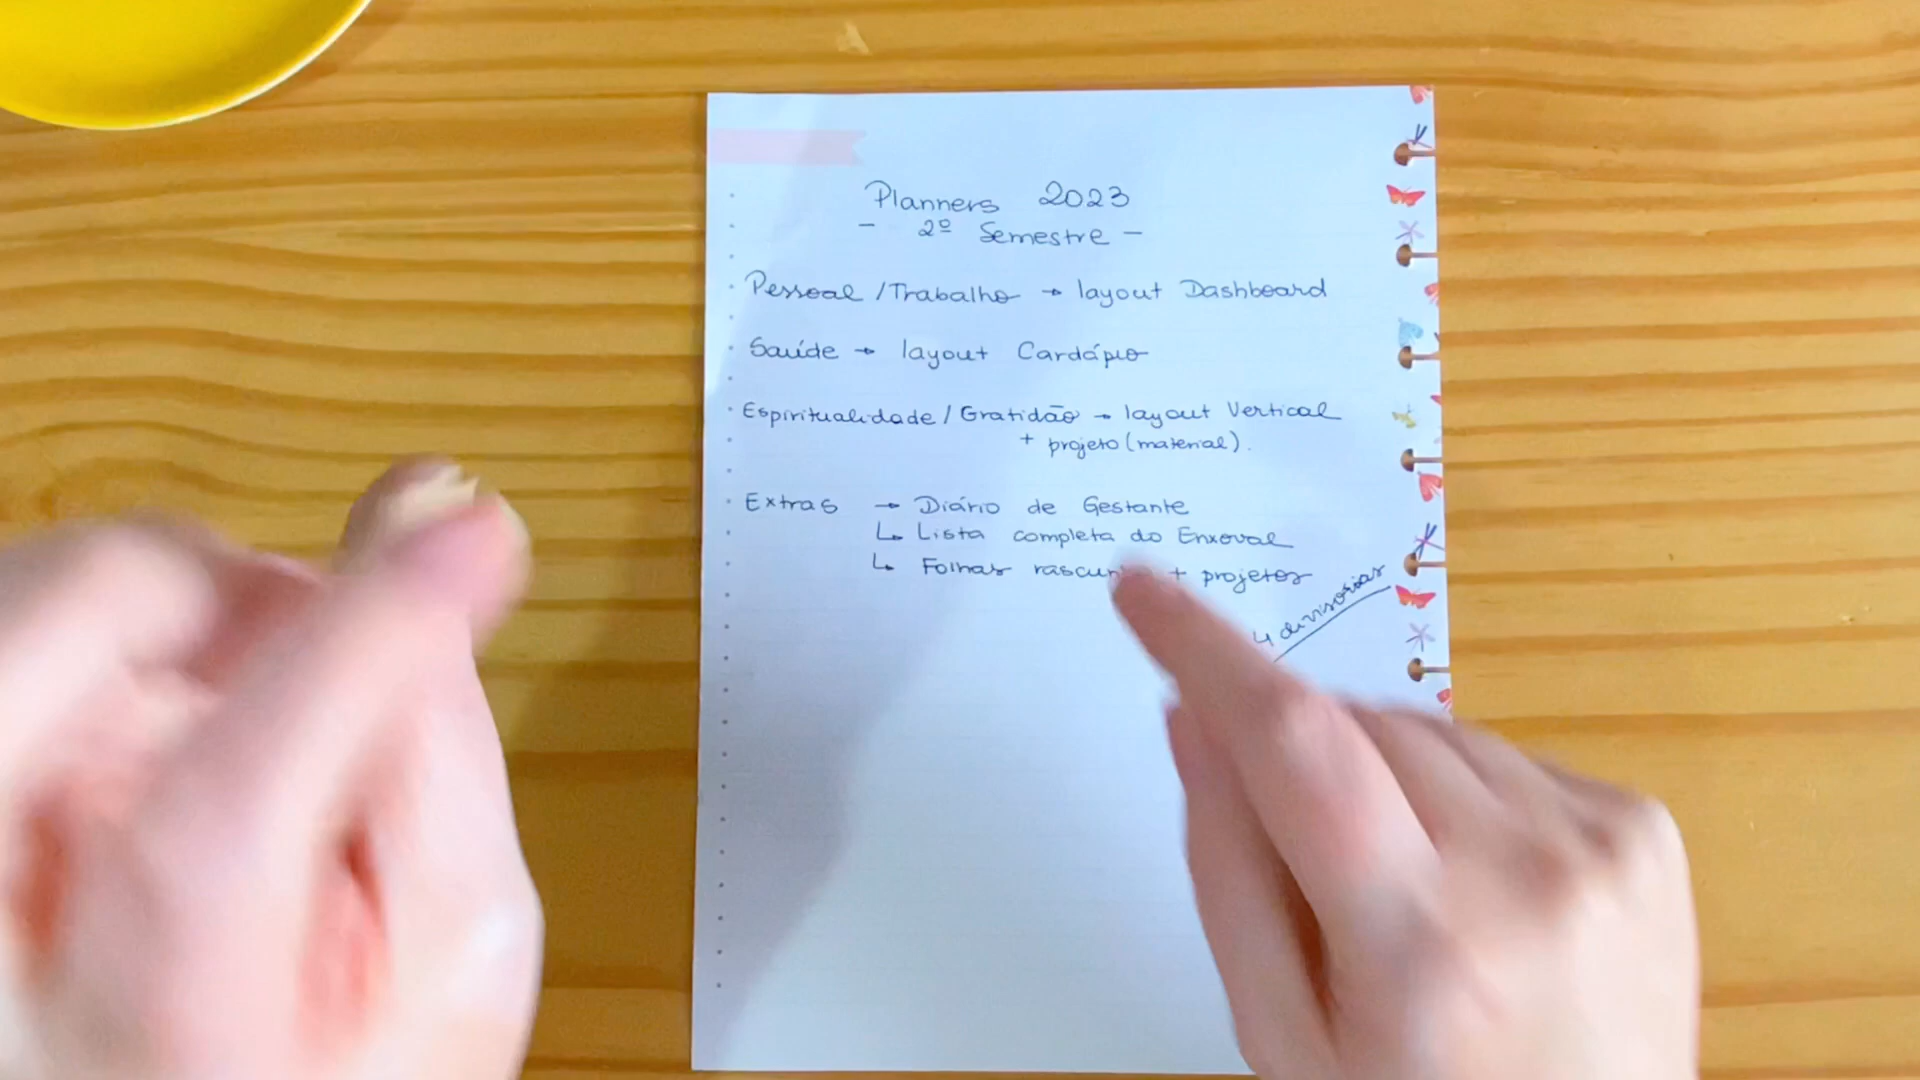 Planners 2023
- 2º Semestre -
Pessoal / Trabalho → layout Dashboard
Saúde → layout Cardápio
Espiritualidade / Gratidão → layout Vertical
+ projeto (material).
Extras → Diário de Gestante
↳ Lista completa do Enxoval
↳ Folhas + projetos
4 divisórias